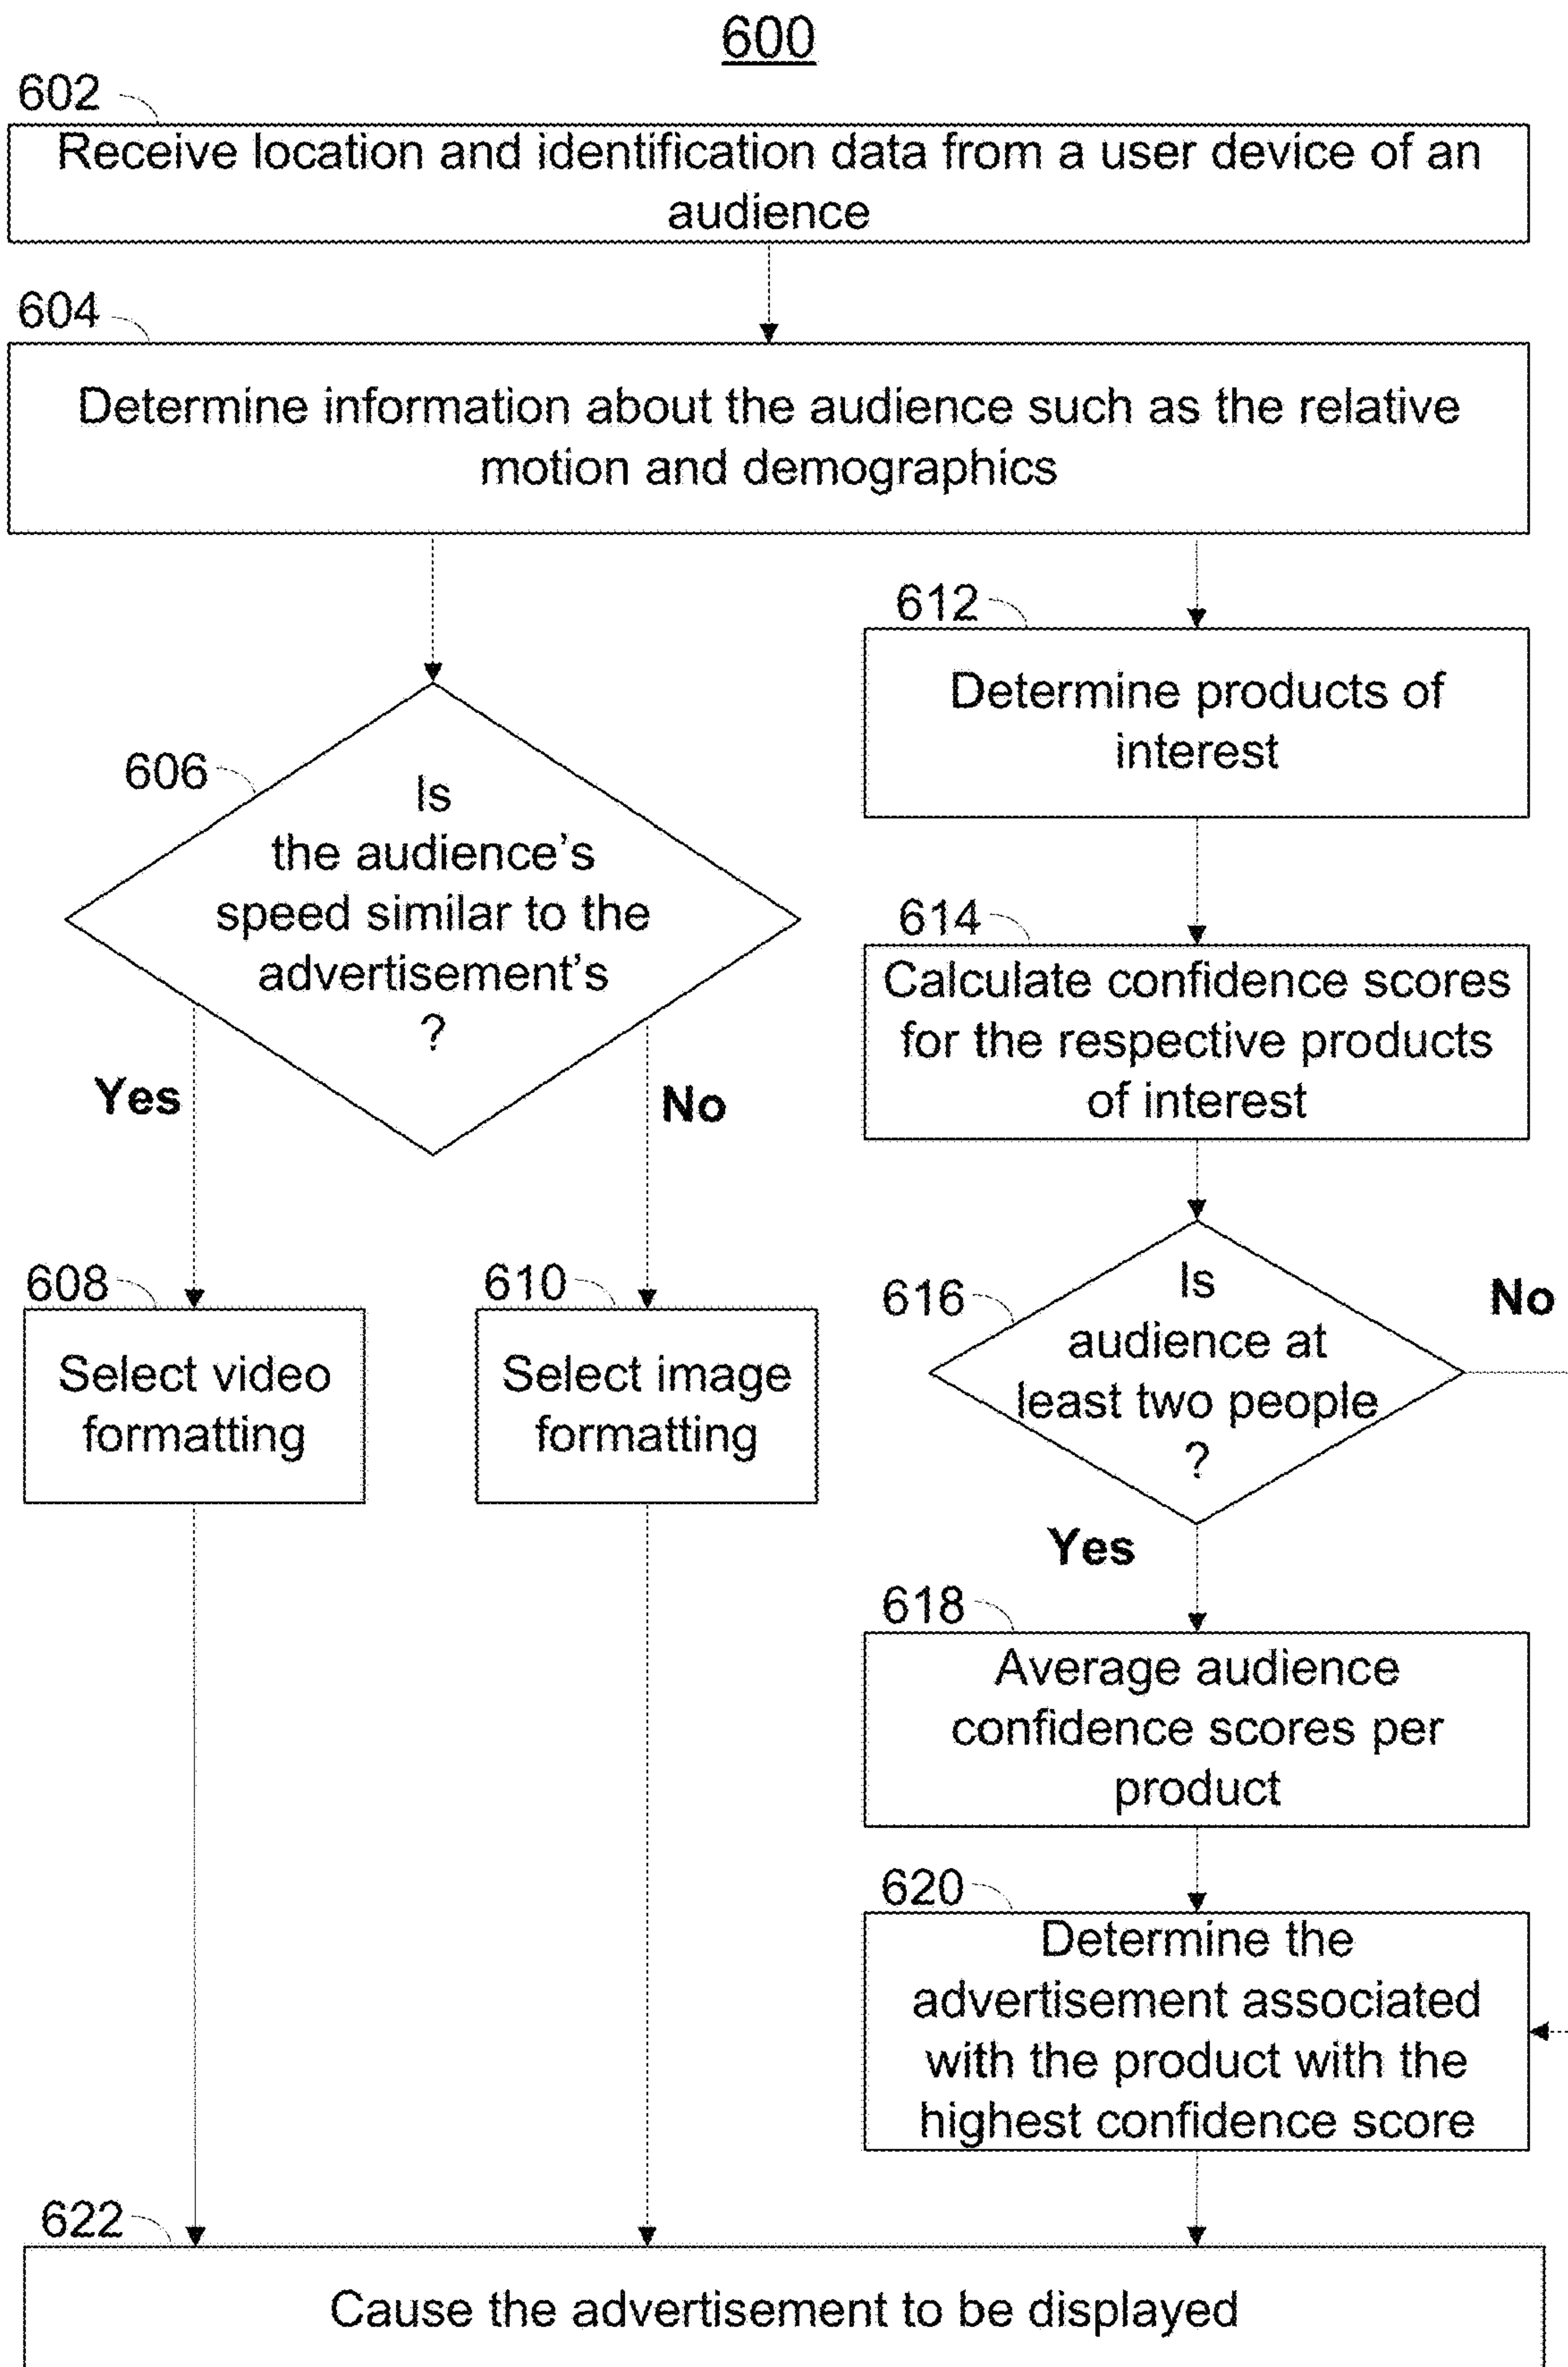 600
602
Receive location and identification data from a user device of an
audience
604
Determine information about the audience such as the relative
motion and demographics
606
Is
the audience's
speed similar to the
advertisement's
?
Yes
No
608
Select video
formatting
610
Select image
formatting
612
Determine products of
interest
614
Calculate confidence scores
for the respective products
of interest
616
Is
audience at
least two people
?
No
Yes
618
Average audience
confidence scores per
product
620
Determine the
advertisement associated
with the product with the
highest confidence score
622
Cause the advertisement to be displayed